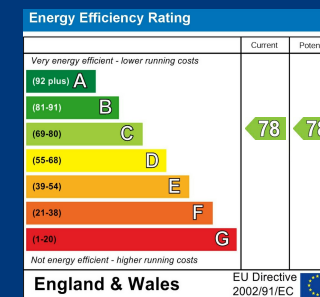 Energy Efficiency Rating
Current
Very energy efficient - lower running costs
(92 plus) A
(81-91) B
(69-80) C 78 78
(55-68) D
(39-54) E
(21-38) F
(1-20) G
Not energy efficient - higher running costs
England & Wales
EU Directive
2002/91/EC